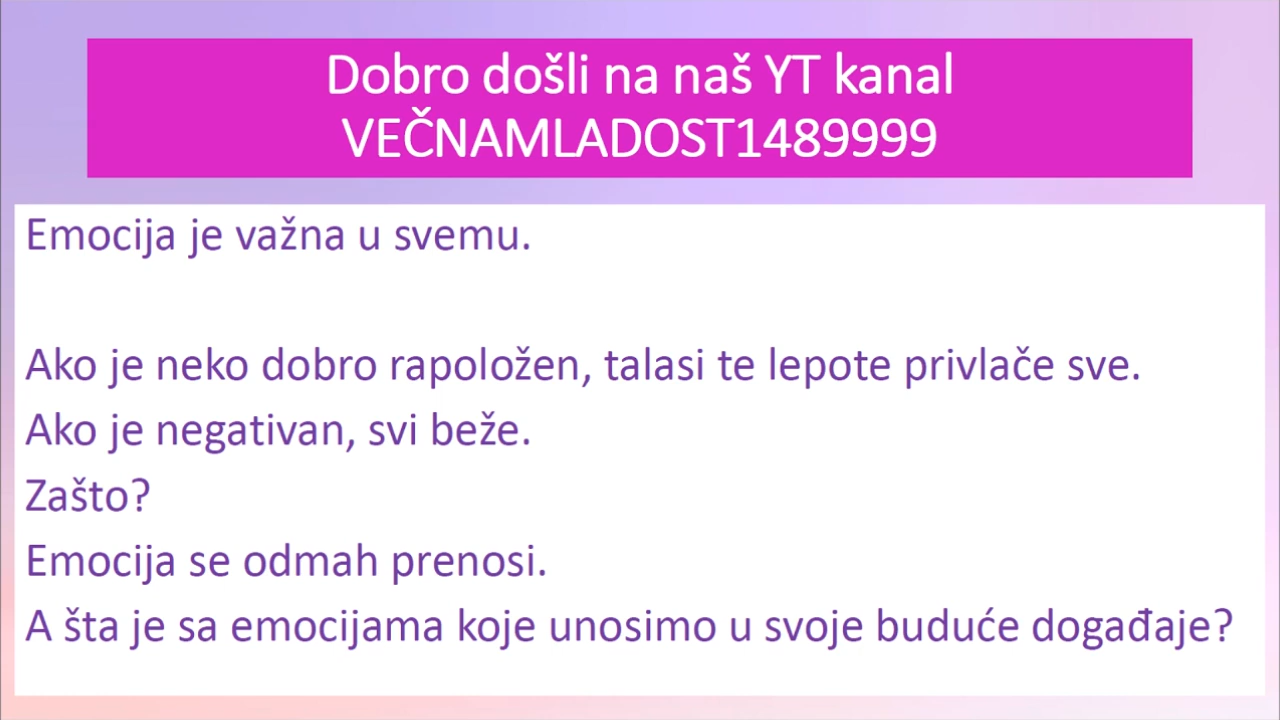 Dobro došli na naš YT kanal
VEČNAMLADOST1489999
Emocija je važna u svemu.
Ako je neko dobro rapoložen, talasi te lepote privlače sve.
Ako je negativan, svi beže.
Zašto?
Emocija se odmah prenosi.
A šta je sa emocijama koje unosimo u svoje buduće događaje?